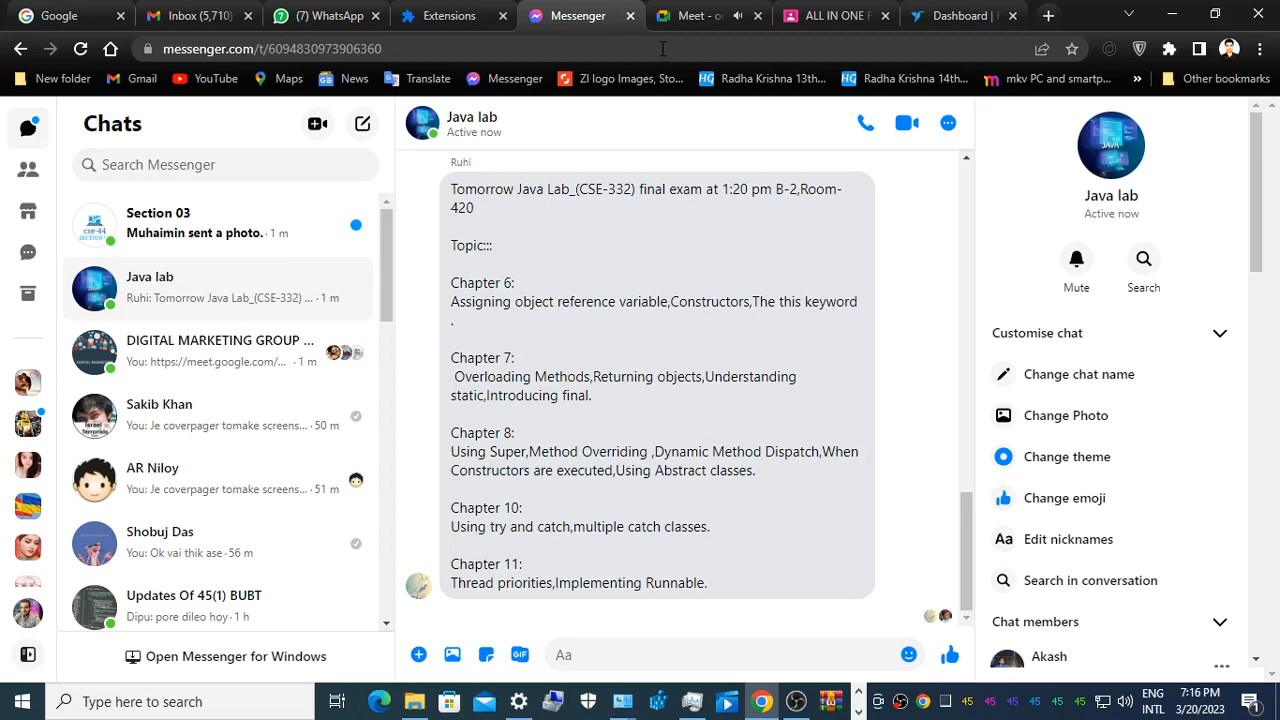 Google
Inbox (5,710)
(7) WhatsApp
Extensions
Messenger
Meet - oc
ALL IN ONE F
Dashboard | F
messenger.com/t/6094830973906360
New folder
Gmail
YouTube
Maps
News
Translate
Messenger
ZI logo Images, Sto...
Radha Krishna 13th...
Radha Krishna 14th...
mkv PC and smartp...
Other bookmarks
Chats
Search Messenger
Section 03
Muhaimin sent a photo. · 1 m
Java lab
Ruhi: Tomorrow Java Lab_(CSE-332) ... · 1 m
DIGITAL MARKETING GROUP ...
You: https://meet.google.com/... · 1 m
Sakib Khan
You: Je coverpager tomake screens... · 50 m
AR Niloy
You: Je coverpager tomake screens... · 51 m
Shobuj Das
You: Ok vai thik ase · 56 m
Updates Of 45(1) BUBT
Dipu: pore dileo hoy · 1 h
Open Messenger for Windows
Java lab
Active now
Ruhi
Tomorrow Java Lab_(CSE-332) final exam at 1:20 pm B-2,Room-
420
Topic:::
Chapter 6:
Assigning object reference variable,Constructors,The this keyword
.
Chapter 7:
Overloading Methods,Returning objects,Understanding
static,Introducing final.
Chapter 8:
Using Super,Method Overriding ,Dynamic Method Dispatch,When
Constructors are executed,Using Abstract classes.
Chapter 10:
Using try and catch,multiple catch classes.
Chapter 11:
Thread priorities,Implementing Runnable.
GIF
Aa
JAVA
Java lab
Active now
Mute
Search
Customise chat
Change chat name
Change Photo
Change theme
Change emoji
Aa Edit nicknames
Search in conversation
Chat members
Akash
Type here to search
45 45 45 45 45 45
ENG
INTL
7:16 PM
3/20/2023